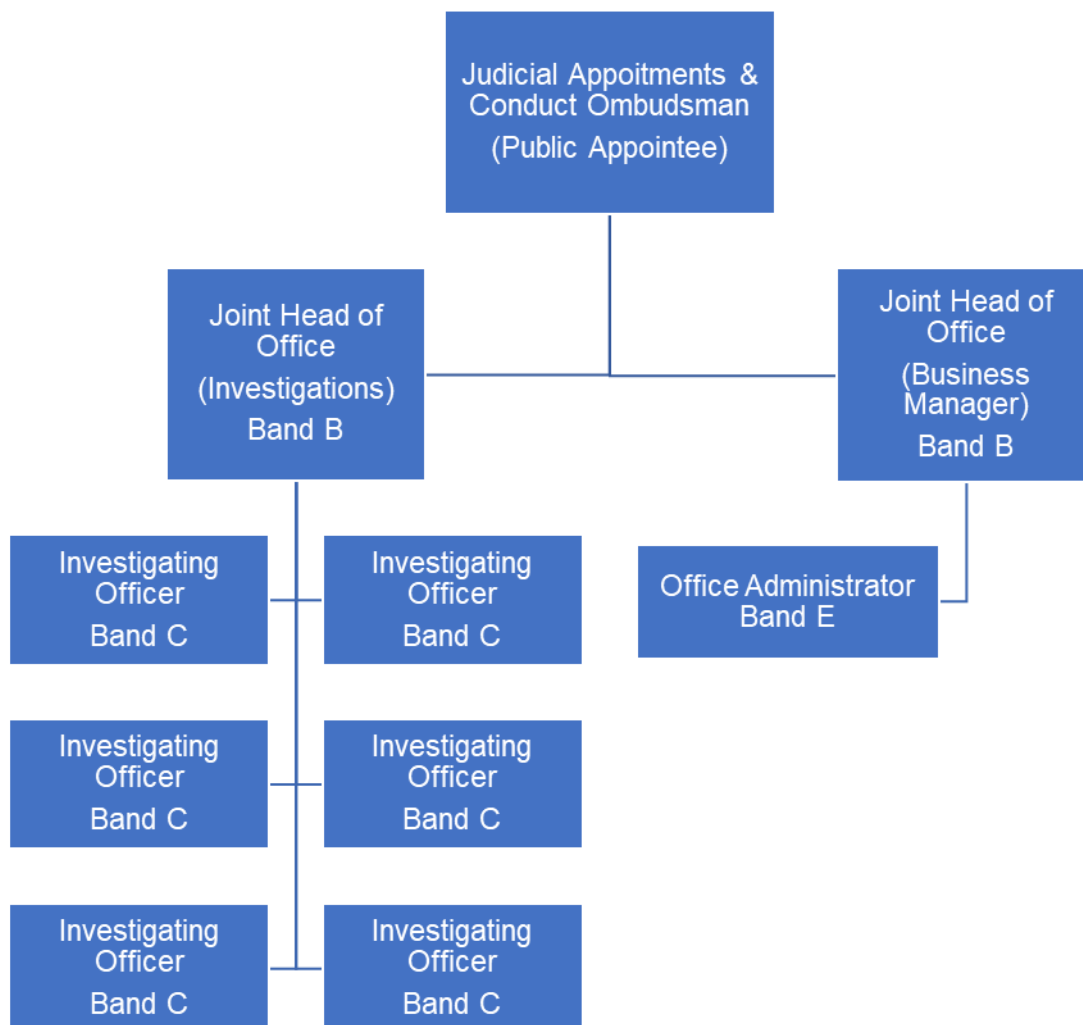 Judicial Appoitments &
Conduct Ombudsman
(Public Appointee)
Joint Head of
Office
(Investigations)
Band B
Joint Head of
Office
(Business
Manager)
Band B
Investigating
Officer
Band C
Investigating
Officer
Band C
Office Administrator
Band E
Investigating
Officer
Band C
Investigating
Officer
Band C
Investigating
Officer
Band C
Investigating
Officer
Band C